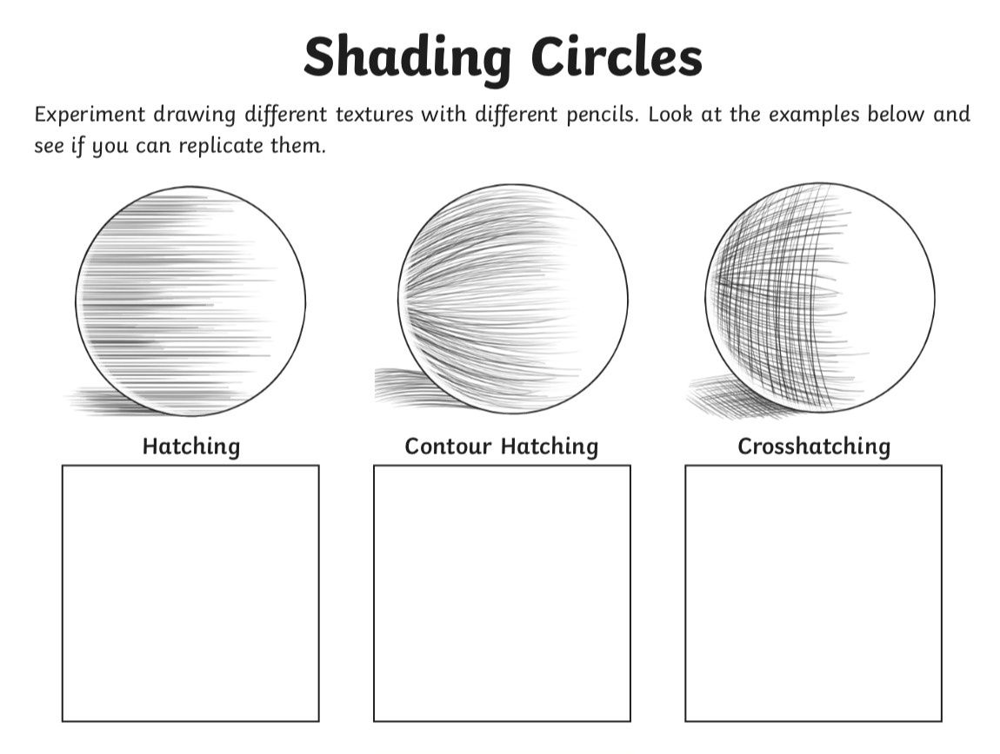 Shading Circles
Experiment drawing different textures with different pencils. Look at the examples below and
see if you can replicate them.
Hatching
Contour Hatching
Crosshatching